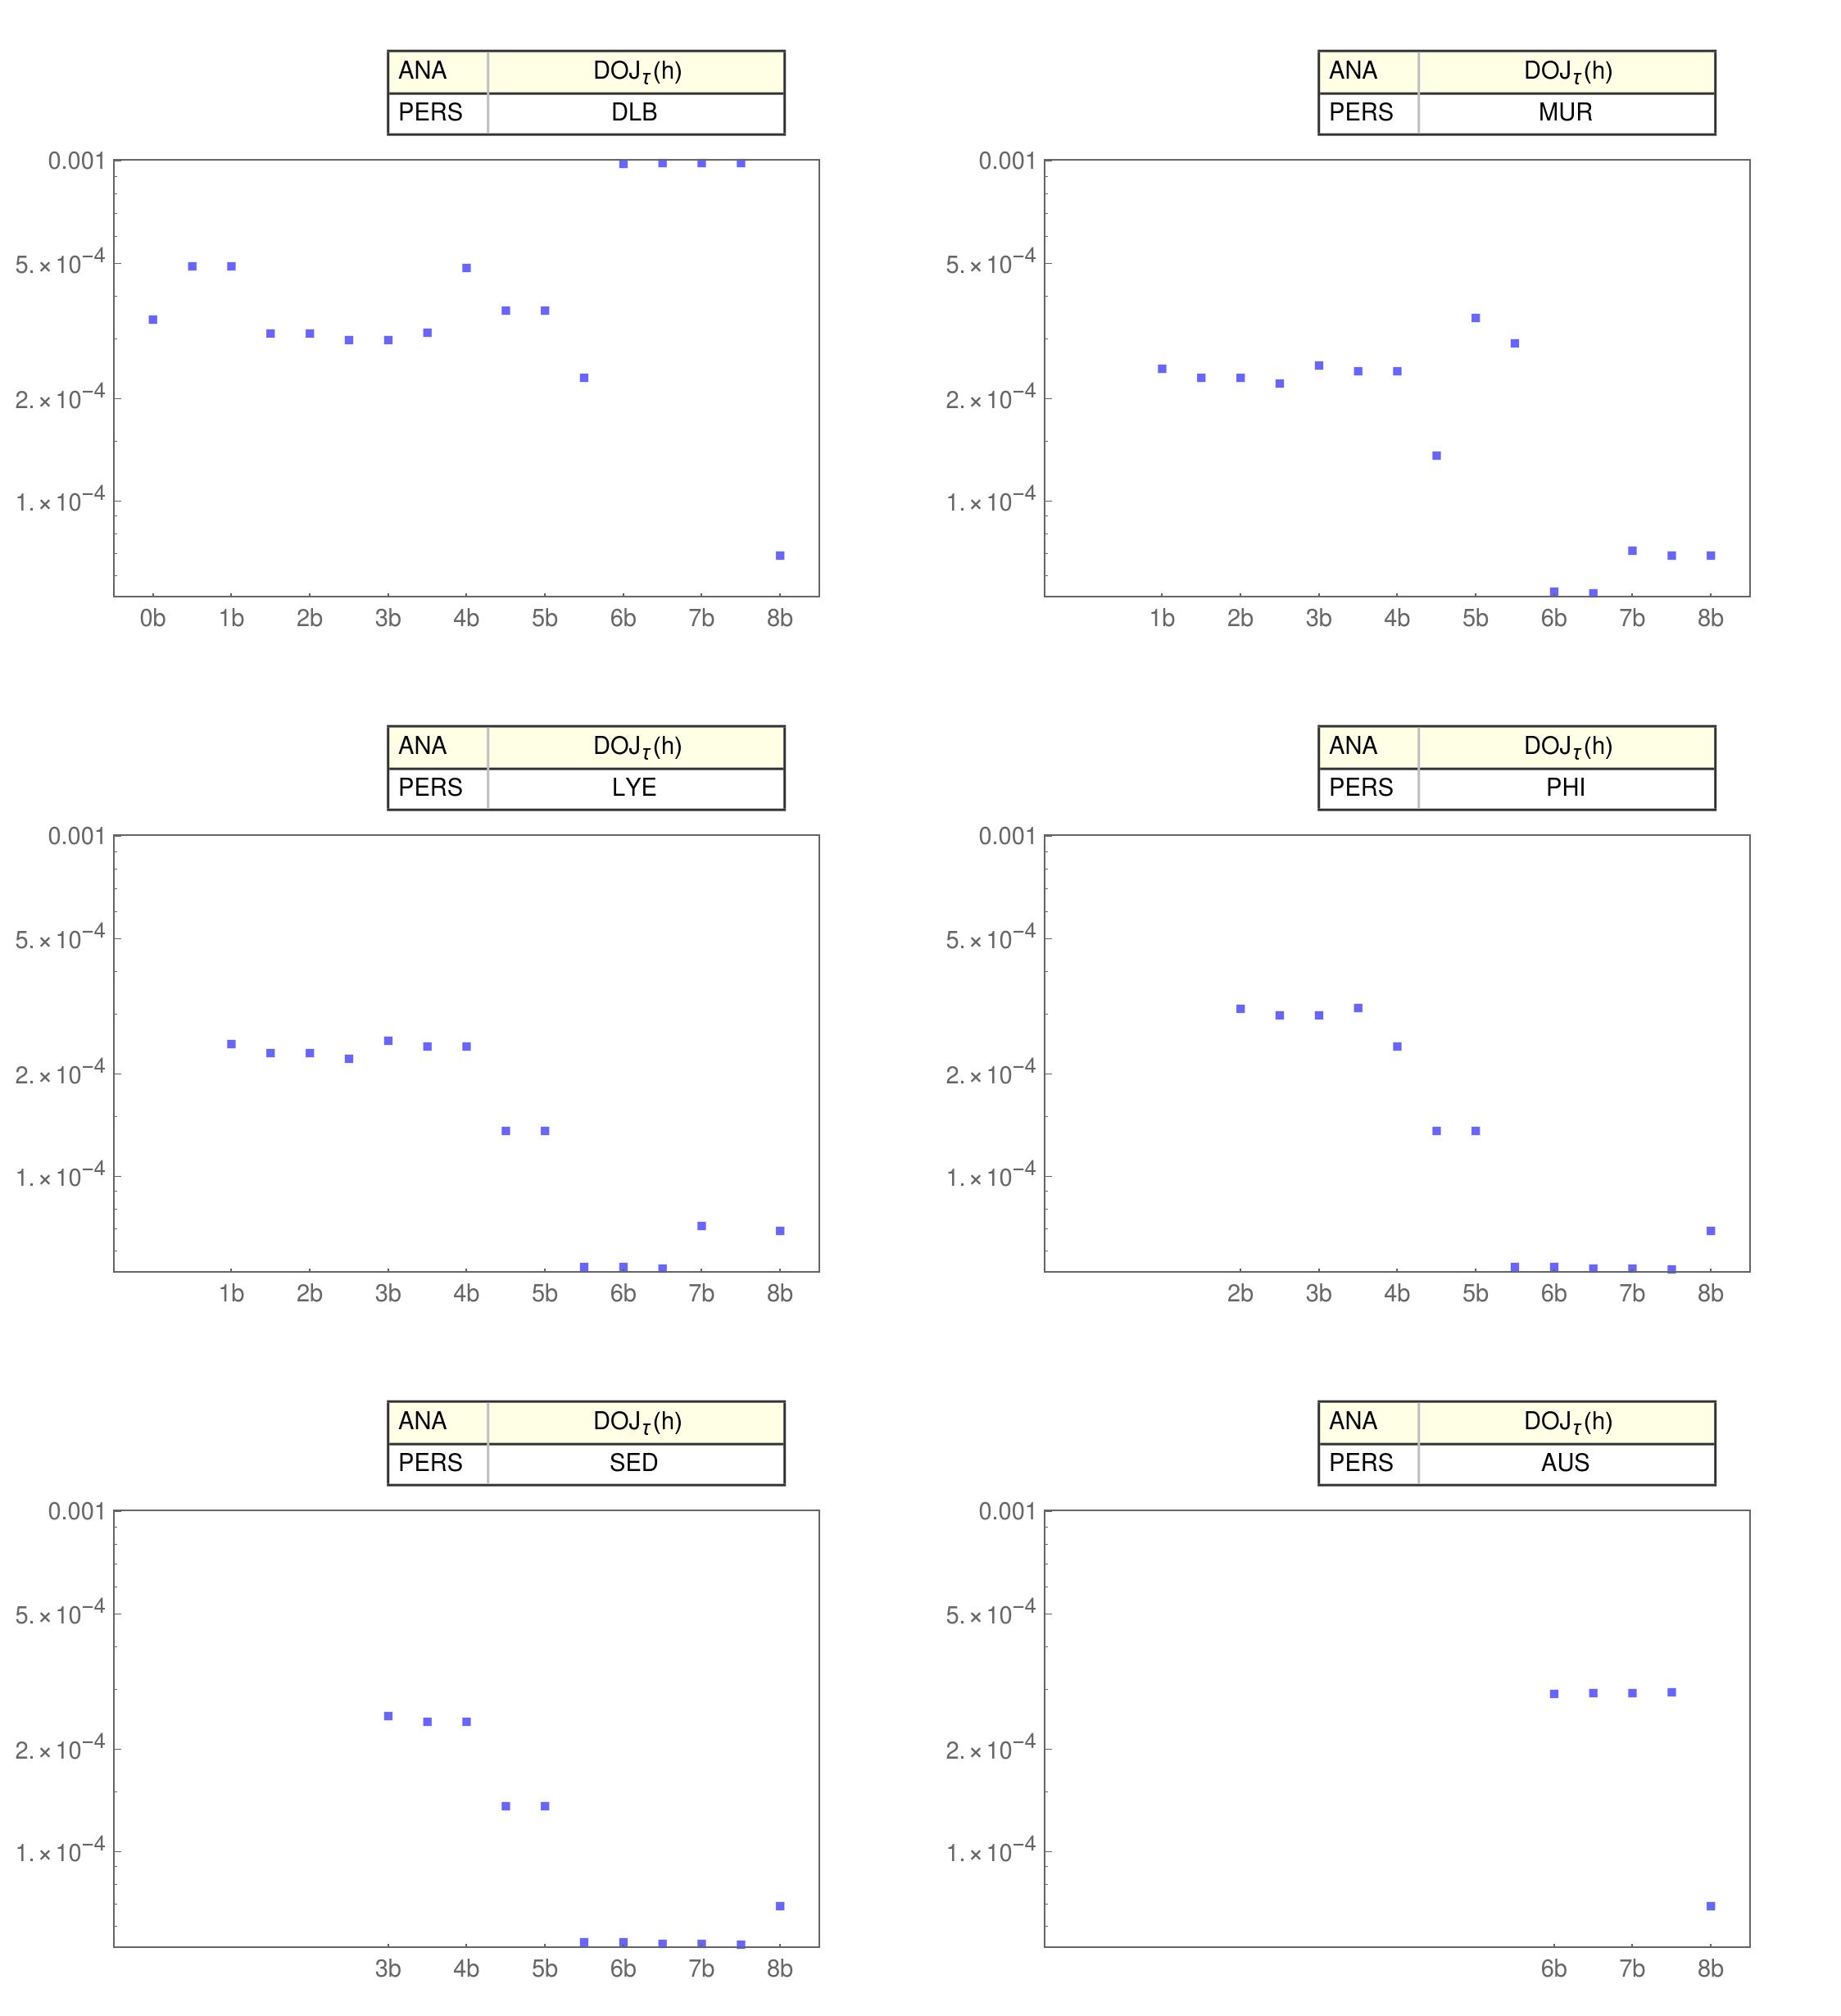 ANA DOJτ(h)
PERS DLB
0.001
5.×10−4
2.×10−4
1.×10−4
0b 1b 2b 3b 4b 5b 6b 7b 8b
ANA DOJτ(h)
PERS MUR
0.001
5.×10−4
2.×10−4
1.×10−4
1b 2b 3b 4b 5b 6b 7b 8b
ANA DOJτ(h)
PERS LYE
0.001
5.×10−4
2.×10−4
1.×10−4
1b 2b 3b 4b 5b 6b 7b 8b
ANA DOJτ(h)
PERS PHI
0.001
5.×10−4
2.×10−4
1.×10−4
2b 3b 4b 5b 6b 7b 8b
ANA DOJτ(h)
PERS SED
0.001
5.×10−4
2.×10−4
1.×10−4
3b 4b 5b 6b 7b 8b
ANA DOJτ(h)
PERS AUS
0.001
5.×10−4
2.×10−4
1.×10−4
6b 7b 8b